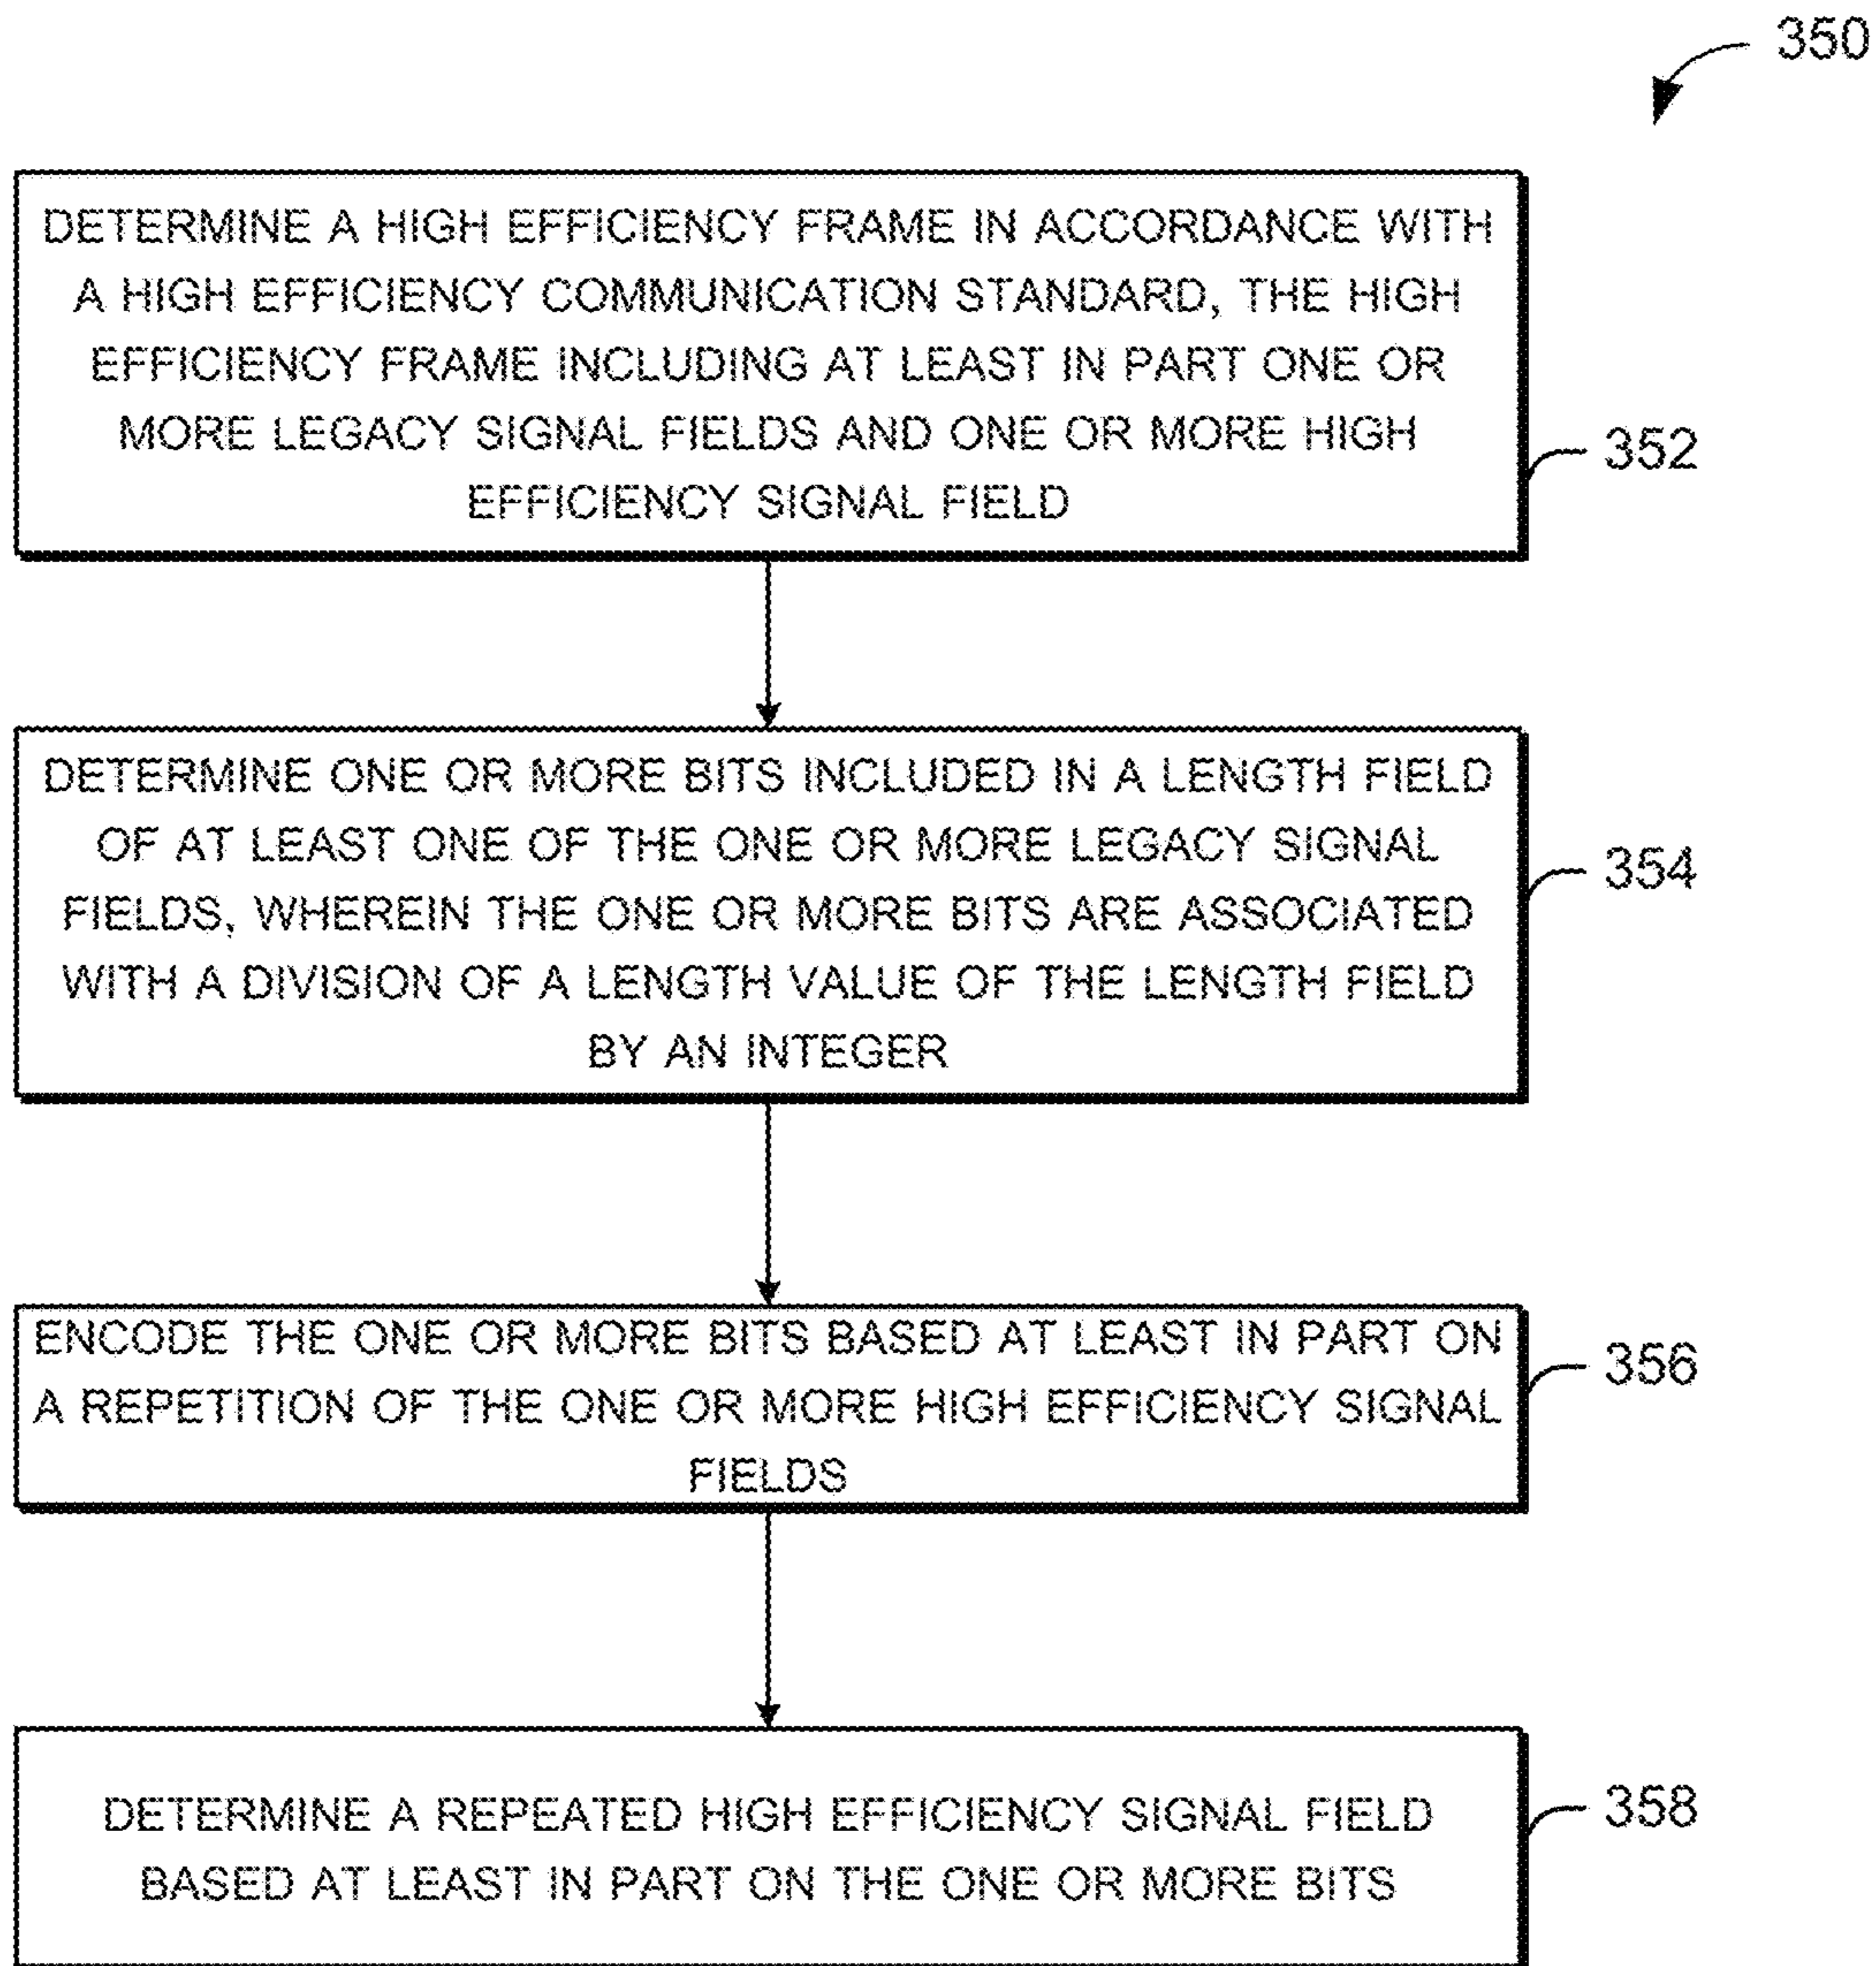 350
DETERMINE A HIGH EFFICIENCY FRAME IN ACCORDANCE WITH
A HIGH EFFICIENCY COMMUNICATION STANDARD, THE HIGH
EFFICIENCY FRAME INCLUDING AT LEAST IN PART ONE OR
MORE LEGACY SIGNAL FIELDS AND ONE OR MORE HIGH
EFFICIENCY SIGNAL FIELD
352
DETERMINE ONE OR MORE BITS INCLUDED IN A LENGTH FIELD
OF AT LEAST ONE OF THE ONE OR MORE LEGACY SIGNAL
FIELDS, WHEREIN THE ONE OR MORE BITS ARE ASSOCIATED
WITH A DIVISION OF A LENGTH VALUE OF THE LENGTH FIELD
BY AN INTEGER
354
ENCODE THE ONE OR MORE BITS BASED AT LEAST IN PART ON
A REPETITION OF THE ONE OR MORE HIGH EFFICIENCY SIGNAL
FIELDS
356
DETERMINE A REPEATED HIGH EFFICIENCY SIGNAL FIELD
BASED AT LEAST IN PART ON THE ONE OR MORE BITS
358